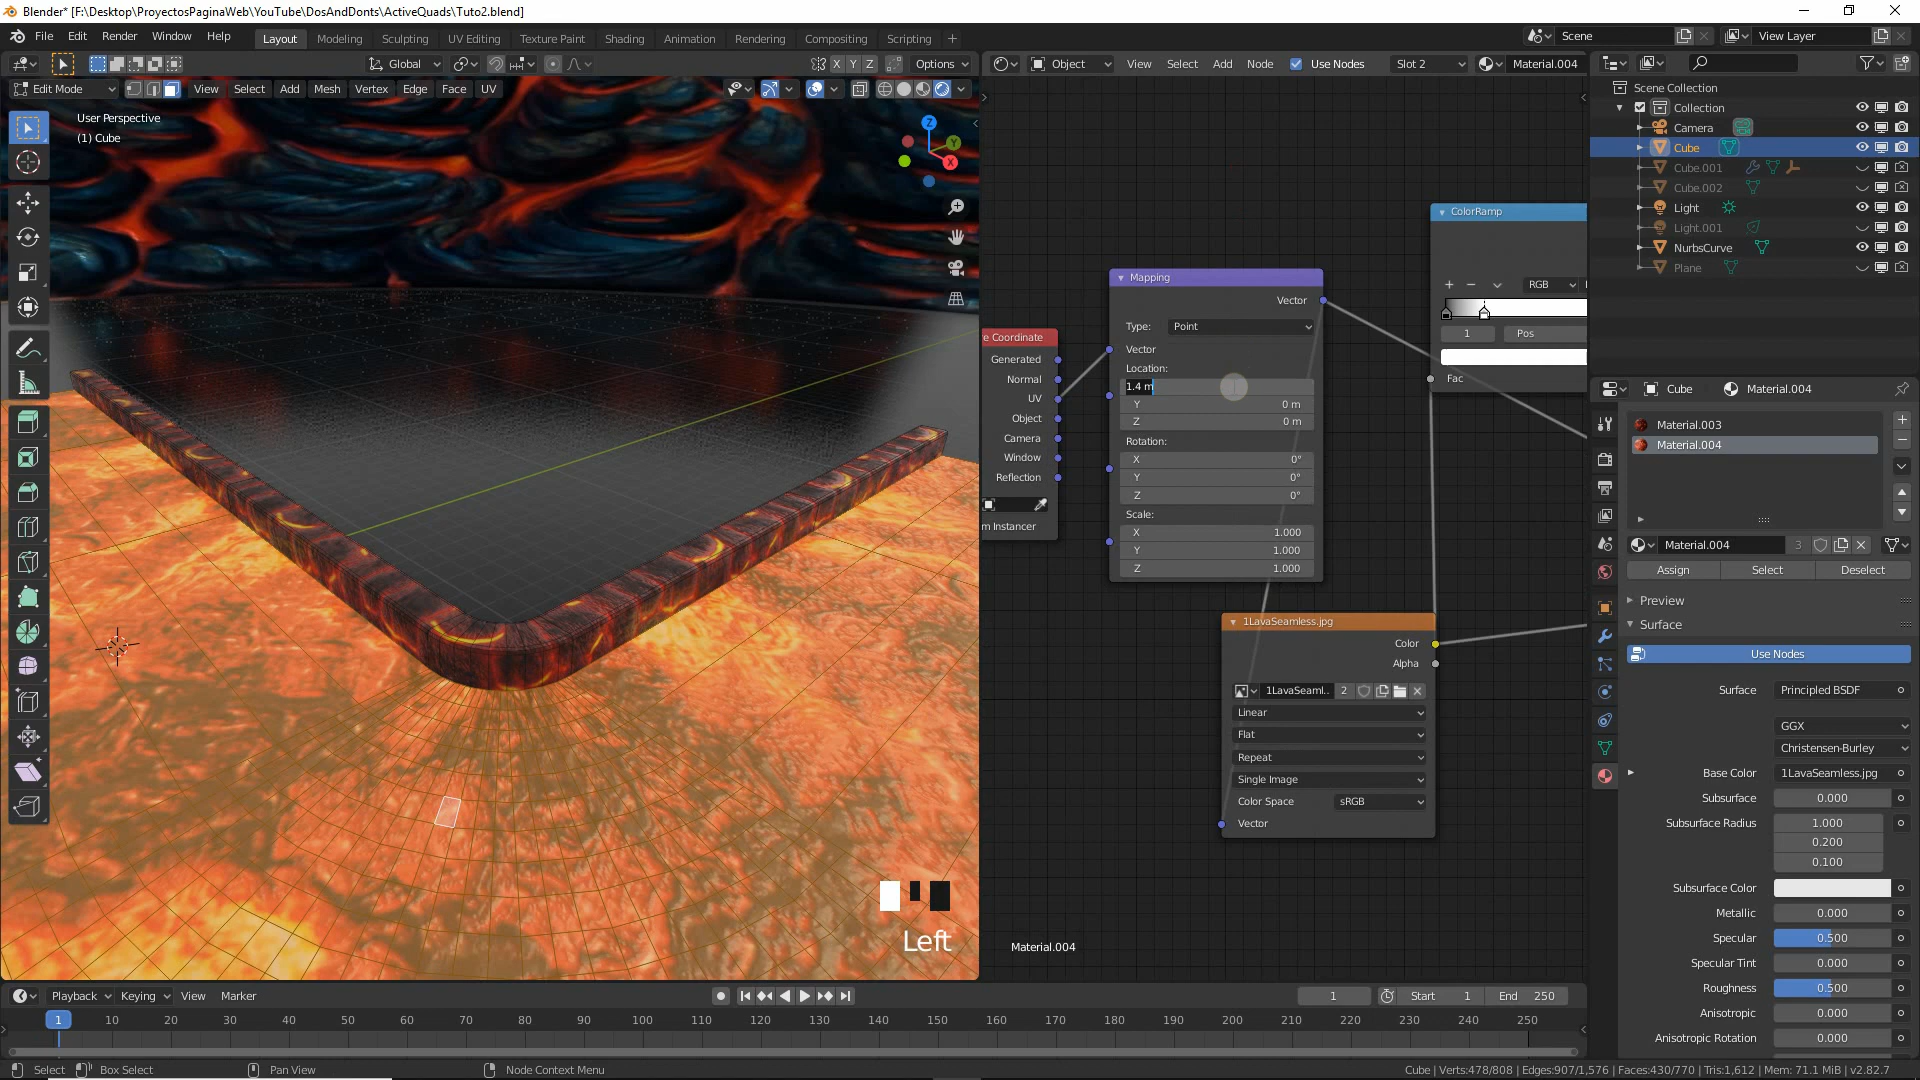 Blender* [F:\Desktop\ProyectosPaginaWeb\YouTube\DosAndDonts\ActiveQuads\Tuto2.blend]
File Edit Render Window Help Layout Modeling Sculpting UV Editing Texture Paint Shading Animation Rendering Compositing Scripting + Scene View Layer
Global X Y Z Options Object View Select Add Node Use Nodes Slot 2 Material.004
Edit Mode View Select Add Mesh Vertex Edge Face UV
User Perspective
(1) Cube
Z
Y
X
e Coordinate
Generated
Normal
UV
Object
Camera
Window
Reflection
m Instancer
Mapping
Vector
Type: Point
Vector
Location:
1.4 m
Y 0 m
Z 0 m
Rotation:
X 0°
Y 0°
Z 0°
Scale:
X 1.000
Y 1.000
Z 1.000
ColorRamp
RGB
1 Pos
Fac
1LavaSeamless.jpg
Color
Alpha
1LavaSeaml.. 2
Linear
Flat
Repeat
Single Image
Color Space sRGB
Vector
Material.004
Left
Scene Collection
Collection
Camera
Cube
Cube.001
Cube.002
Light
Light.001
NurbsCurve
Plane
Cube Material.004
Material.003
Material.004
Material.004 3
Assign Select Deselect
Preview
Surface
Use Nodes
Surface Principled BSDF
GGX
Christensen-Burley
Base Color 1LavaSeamless.jpg
Subsurface 0.000
Subsurface Radius 1.000
0.200
0.100
Subsurface Color
Metallic 0.000
Specular 0.500
Specular Tint 0.000
Roughness 0.500
Anisotropic 0.000
Anisotropic Rotation 0.000
Playback Keying View Marker 1 Start 1 End 250
1 10 20 30 40 50 60 70 80 90 100 110 120 130 140 150 160 170 180 190 200 210 220 230 240 250
Select Box Select Pan View Node Context Menu Cube | Verts:478/808 | Edges:907/1,576 | Faces:430/770 | Tris:1,612 | Mem: 71.1 MiB | v2.82.7